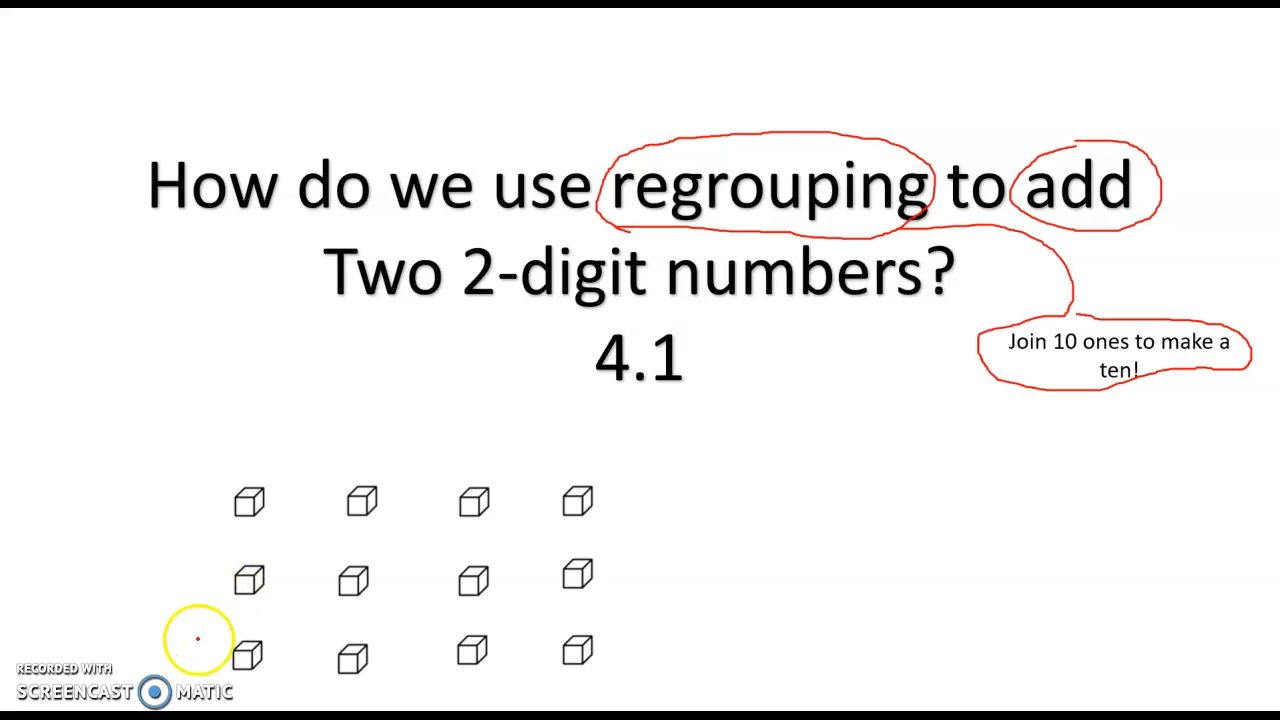 How do we use regrouping to add
Two 2-digit numbers?
4.1
Join 10 ones to make a
ten!
RECORDED WITH
SCREENCAST MATIC